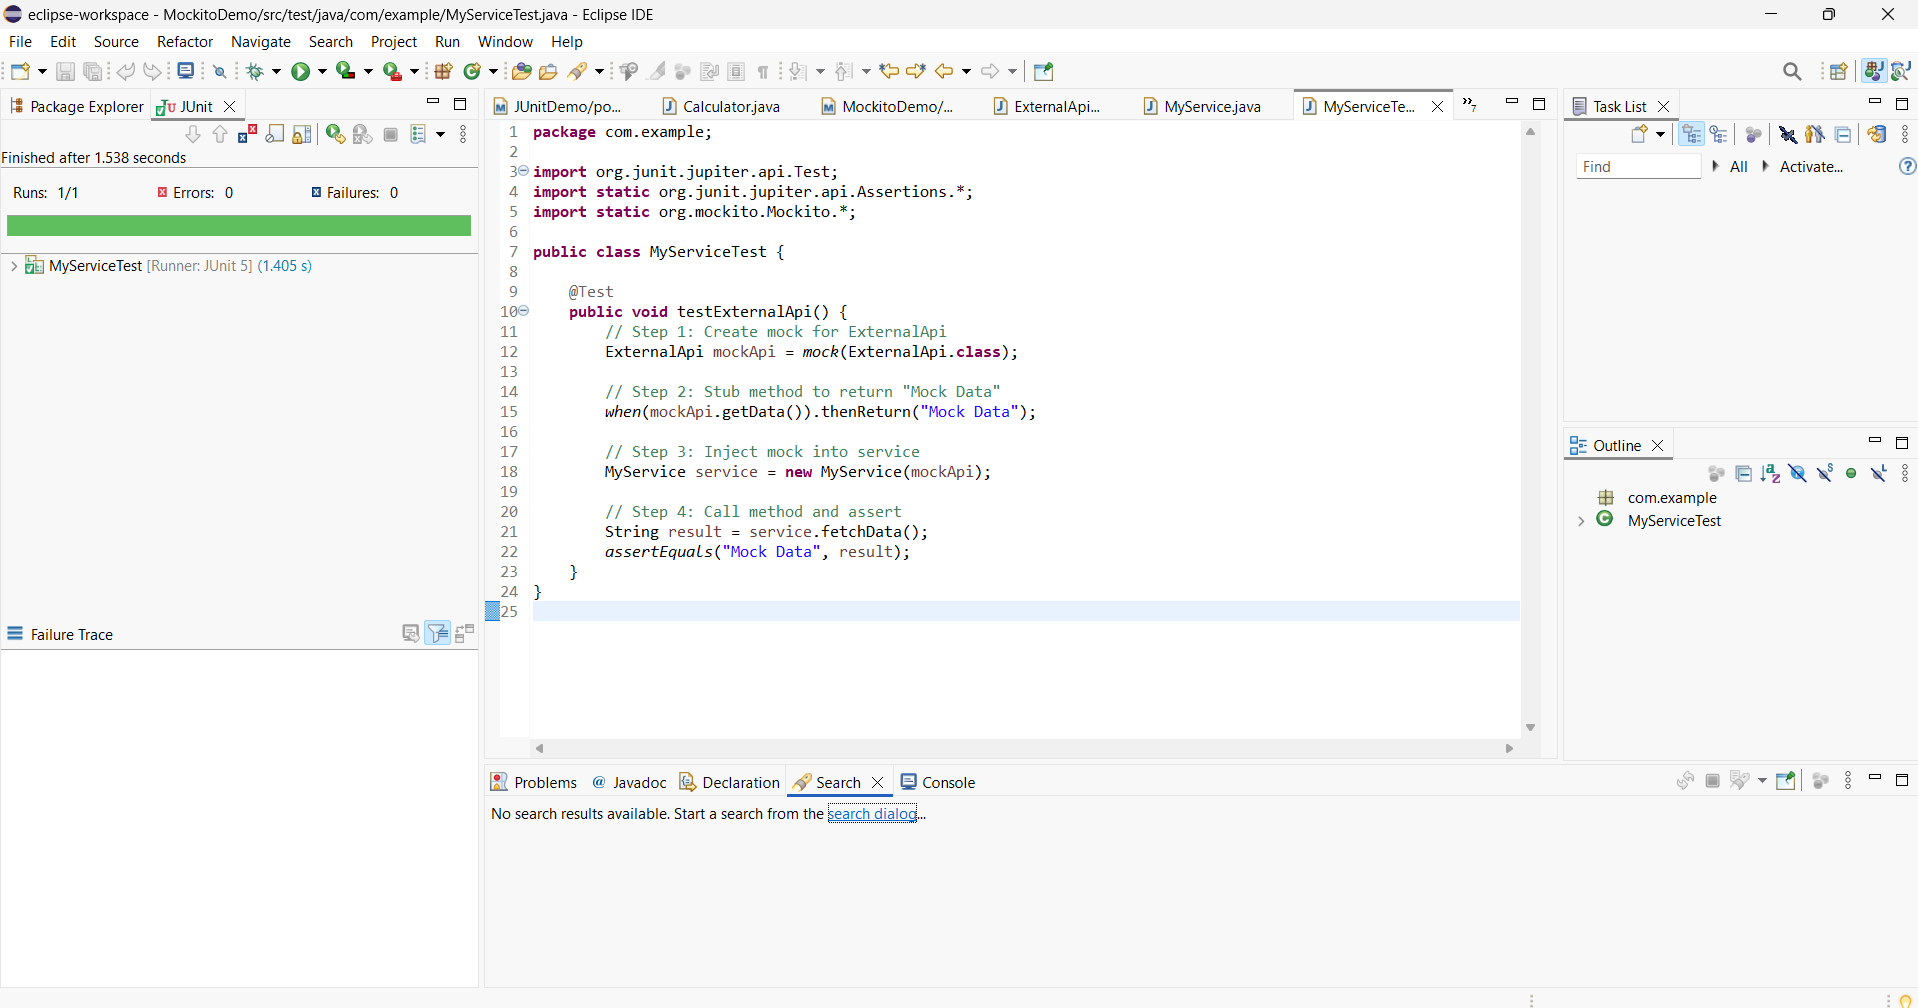 eclipse-workspace - MockitoDemo/src/test/java/com/example/MyServiceTest.java - Eclipse IDE
File Edit Source Refactor Navigate Search Project Run Window Help
Package Explorer JUnit
Finished after 1.538 seconds
Runs: 1/1 Errors: 0 Failures: 0
MyServiceTest [Runner: JUnit 5] (1.405 s)
Failure Trace
JUnitDemo/po... Calculator.java MockitoDemo/... ExternalApi... MyService.java MyServiceTe... »7
1 package com.example;
2
3 import org.junit.jupiter.api.Test;
4 import static org.junit.jupiter.api.Assertions.*;
5 import static org.mockito.Mockito.*;
6
7 public class MyServiceTest {
8
9 @Test
10 public void testExternalApi() {
11 // Step 1: Create mock for ExternalApi
12 ExternalApi mockApi = mock(ExternalApi.class);
13
14 // Step 2: Stub method to return "Mock Data"
15 when(mockApi.getData()).thenReturn("Mock Data");
16
17 // Step 3: Inject mock into service
18 MyService service = new MyService(mockApi);
19
20 // Step 4: Call method and assert
21 String result = service.fetchData();
22 assertEquals("Mock Data", result);
23 }
24 }
25
Task List
Find All Activate...
Outline
com.example
MyServiceTest
Problems Javadoc Declaration Search Console
No search results available. Start a search from the search dialog...